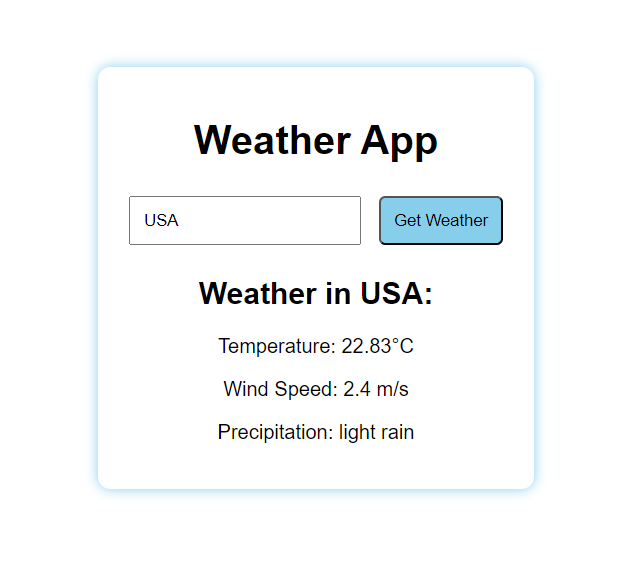 Weather App
USA
Get Weather
Weather in USA:
Temperature: 22.83°C
Wind Speed: 2.4 m/s
Precipitation: light rain